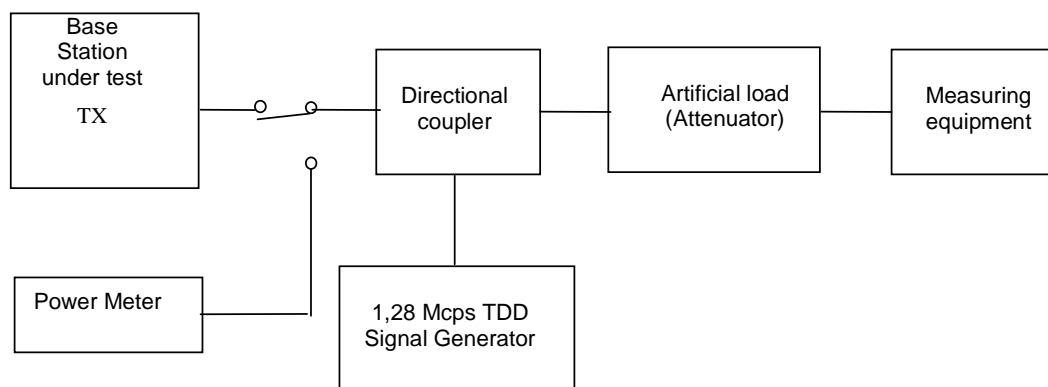 Base
Station
under test
TX
Directional
coupler
Artificial load
(Attenuator)
Measuring
equipment
Power Meter
1,28 Mcps TDD
Signal Generator